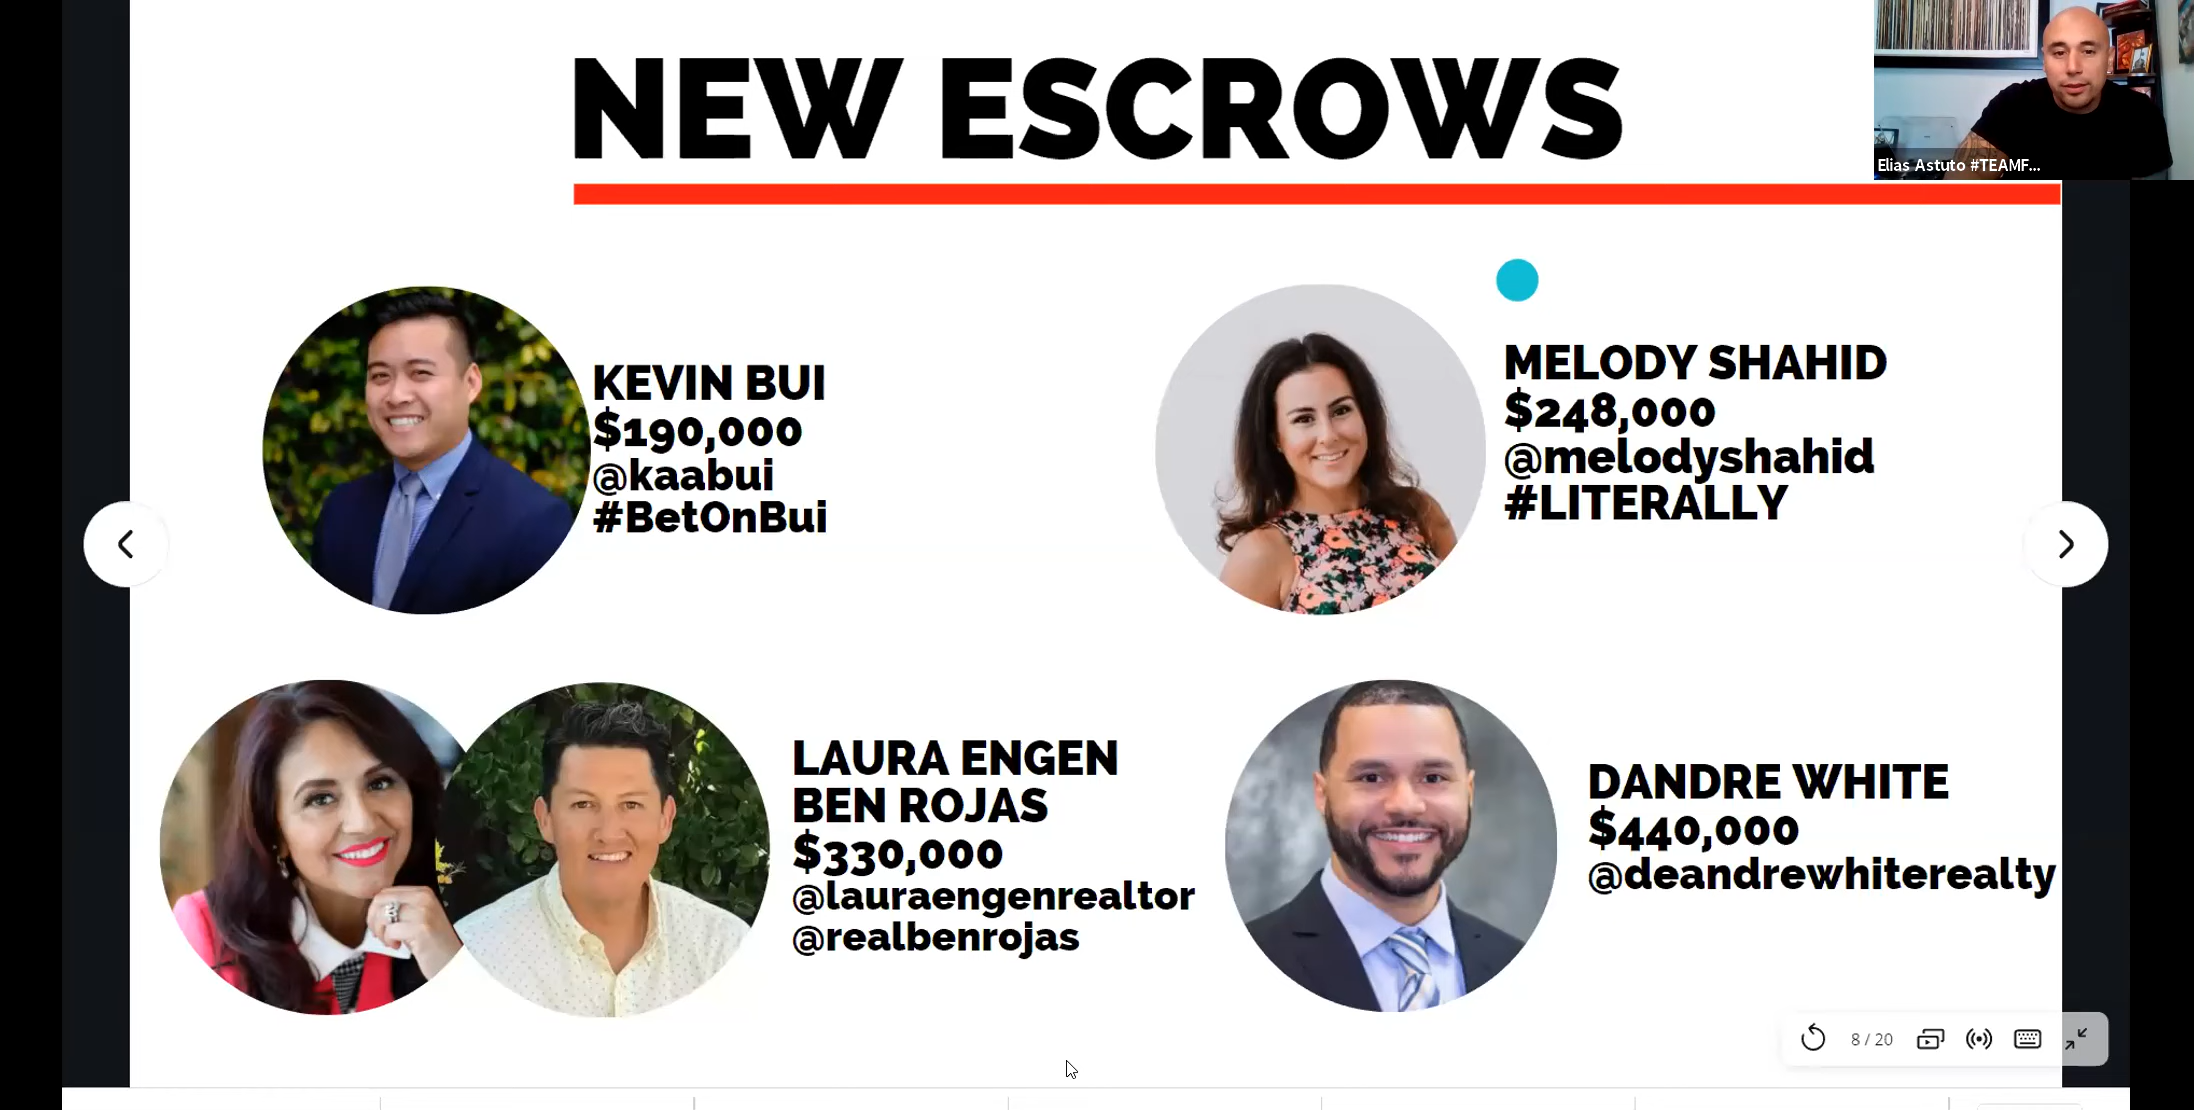 NEW ESCROWS
Elias Astuto #TEAMF...
KEVIN BUI
$190,000
@kaabui
#BetOnBui
MELODY SHAHID
$248,000
@melodyshahid
#LITERALLY
LAURA ENGEN
BEN ROJAS
$330,000
@lauraengenrealtor
@realbenrojas
DANDRE WHITE
$440,000
@deandrewhiterealty
8 / 20